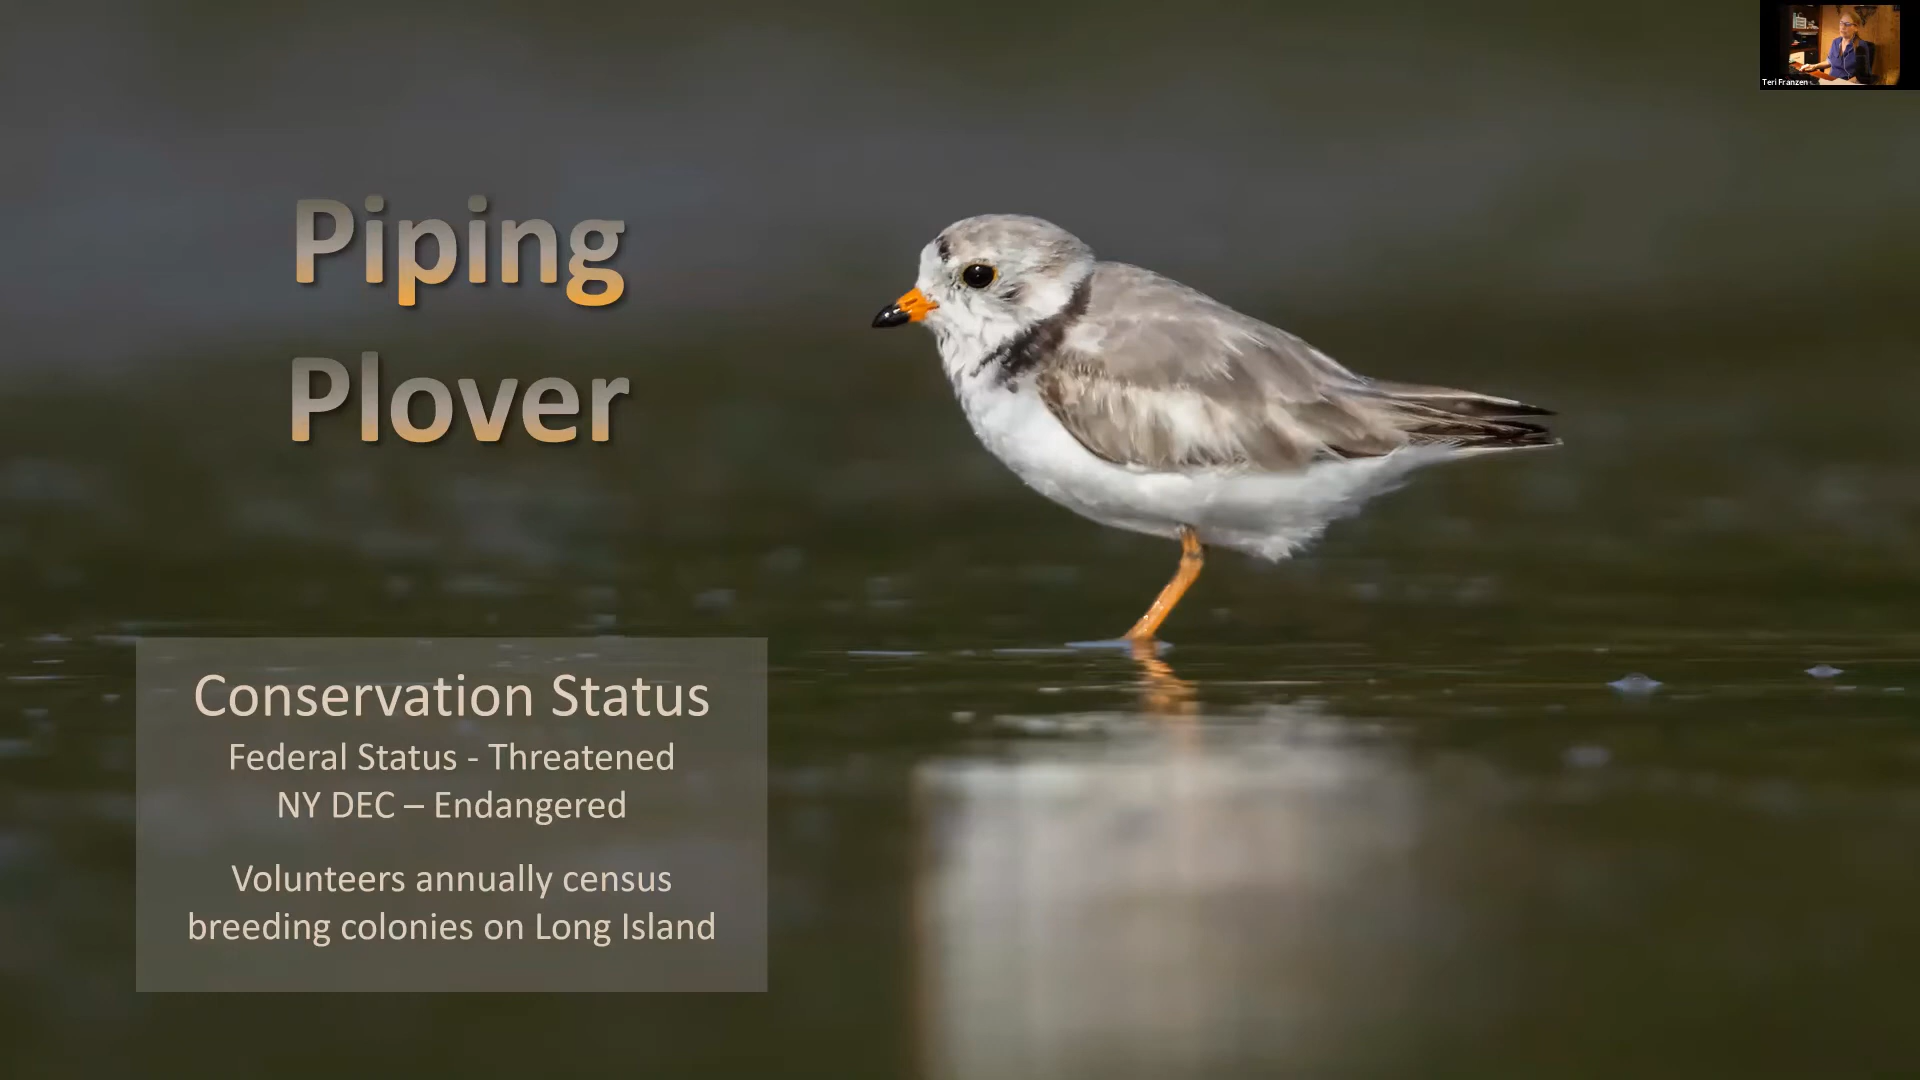 Teri Franzen
Piping
Plover
Conservation Status
Federal Status - Threatened
NY DEC – Endangered
Volunteers annually census
breeding colonies on Long Island